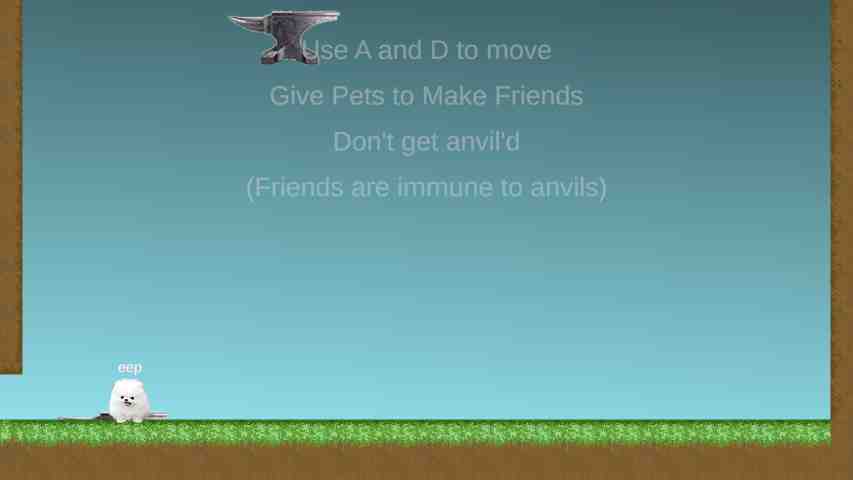 Use A and D to move
Give Pets to Make Friends
Don't get anvil'd
(Friends are immune to anvils)
eep